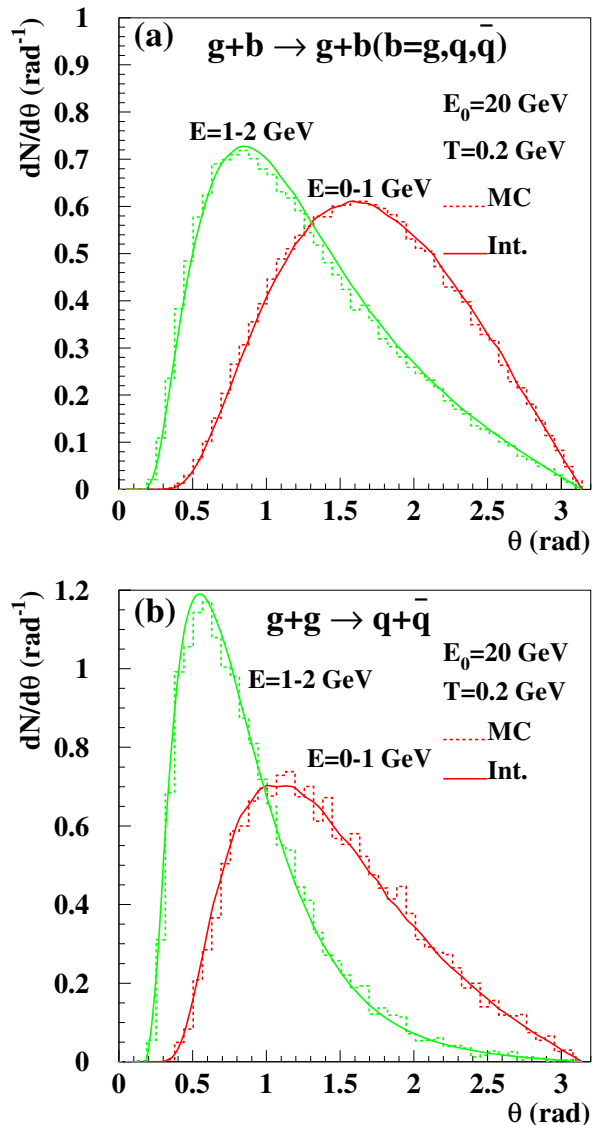 (a)
g+b → g+b(b=g,q,q̄)
dN/dθ (rad⁻¹)
E₀=20 GeV
E=1-2 GeV
T=0.2 GeV
E=0-1 GeV
MC
Int.
1
0.9
0.8
0.7
0.6
0.5
0.4
0.3
0.2
0.1
0
0 0.5 1 1.5 2 2.5 3
θ (rad)
(b)
g+g → q+q̄
dN/dθ (rad⁻¹)
E₀=20 GeV
E=1-2 GeV
T=0.2 GeV
MC
E=0-1 GeV
Int.
1.2
1
0.8
0.6
0.4
0.2
0
0 0.5 1 1.5 2 2.5 3
θ (rad)